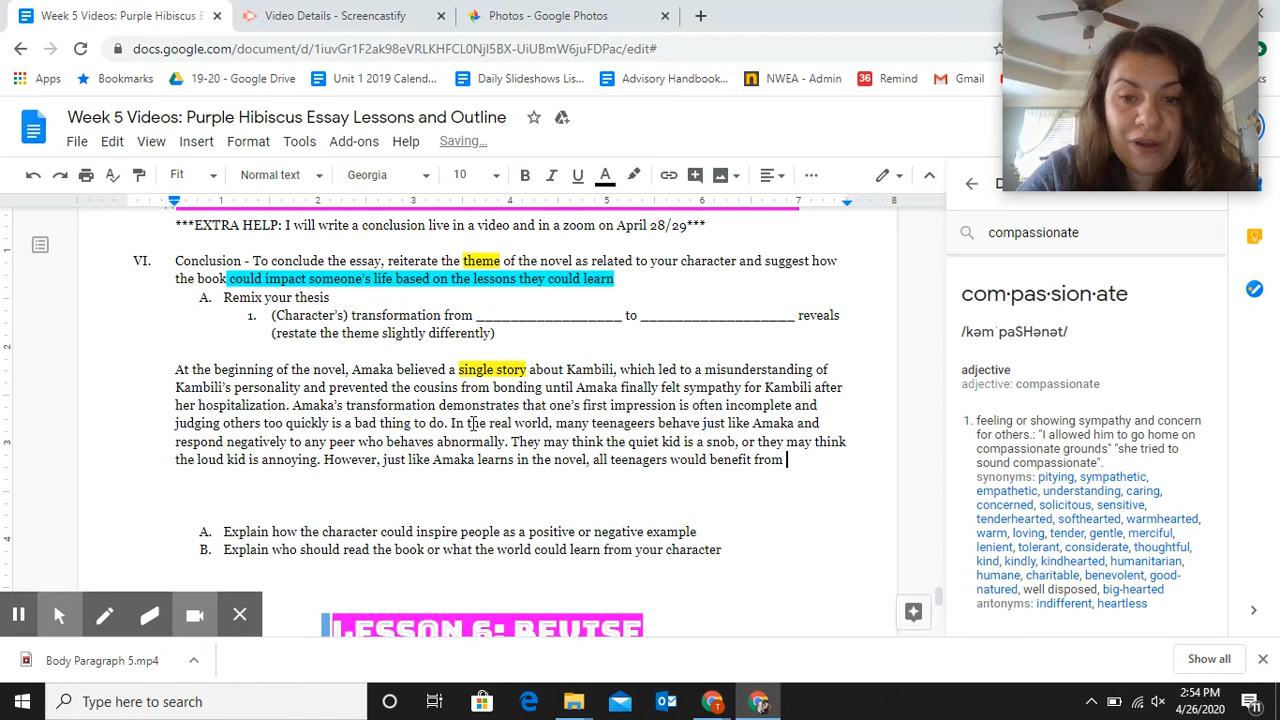 Week 5 Videos: Purple Hibiscus E
Video Details - Screencastify
Photos - Google Photos
docs.google.com/document/d/1iuvGr1F2ak98eVRLKHFCL0NjI5BX-UiUBmW6juFDPac/edit#
Apps
Bookmarks
19-20 - Google Drive
Unit 1 2019 Calend...
Daily Slideshows Lis...
Advisory Handbook...
NWEA - Admin
36 Remind
Gmail
Week 5 Videos: Purple Hibiscus Essay Lessons and Outline
File Edit View Insert Format Tools Add-ons Help Saving...
Fit Normal text Georgia 10 B I U A
1 2 3 4 5 6 7 8
***EXTRA HELP: I will write a conclusion live in a video and in a zoom on April 28/29***
VI. Conclusion - To conclude the essay, reiterate the theme of the novel as related to your character and suggest how
the book could impact someone's life based on the lessons they could learn
A. Remix your thesis
1. (Character's) transformation from __________________ to ___________________ reveals
(restate the theme slightly differently)
At the beginning of the novel, Amaka believed a single story about Kambili, which led to a misunderstanding of
Kambili's personality and prevented the cousins from bonding until Amaka finally felt sympathy for Kambili after
her hospitalization. Amaka's transformation demonstrates that one's first impression is often incomplete and
judging others too quickly is a bad thing to do. In the real world, many teenagers behave just like Amaka and
respond negatively to any peer who behaves abnormally. They may think the quiet kid is a snob, or they may think
the loud kid is annoying. However, just like Amaka learns in the novel, all teenagers would benefit from
A. Explain how the character could inspire people as a positive or negative example
B. Explain who should read the book or what the world could learn from your character
LESSON 6: REVISE
D
compassionate
com·pas·sion·ate
/kəmˈpaSHənət/
adjective
adjective: compassionate
1. feeling or showing sympathy and concern
for others.: "I allowed him to go home on
compassionate grounds" "she tried to
sound compassionate".
synonyms: pitying, sympathetic,
empathetic, understanding, caring,
concerned, solicitous, sensitive,
tenderhearted, softhearted, warmhearted,
warm, loving, tender, gentle, merciful,
lenient, tolerant, considerate, thoughtful,
kind, kindly, kindhearted, humanitarian,
humane, charitable, benevolent, good-
natured, well disposed, big-hearted
antonyms: indifferent, heartless
Body Paragraph 5.mp4
Show all
Type here to search
2:54 PM
4/26/2020
11